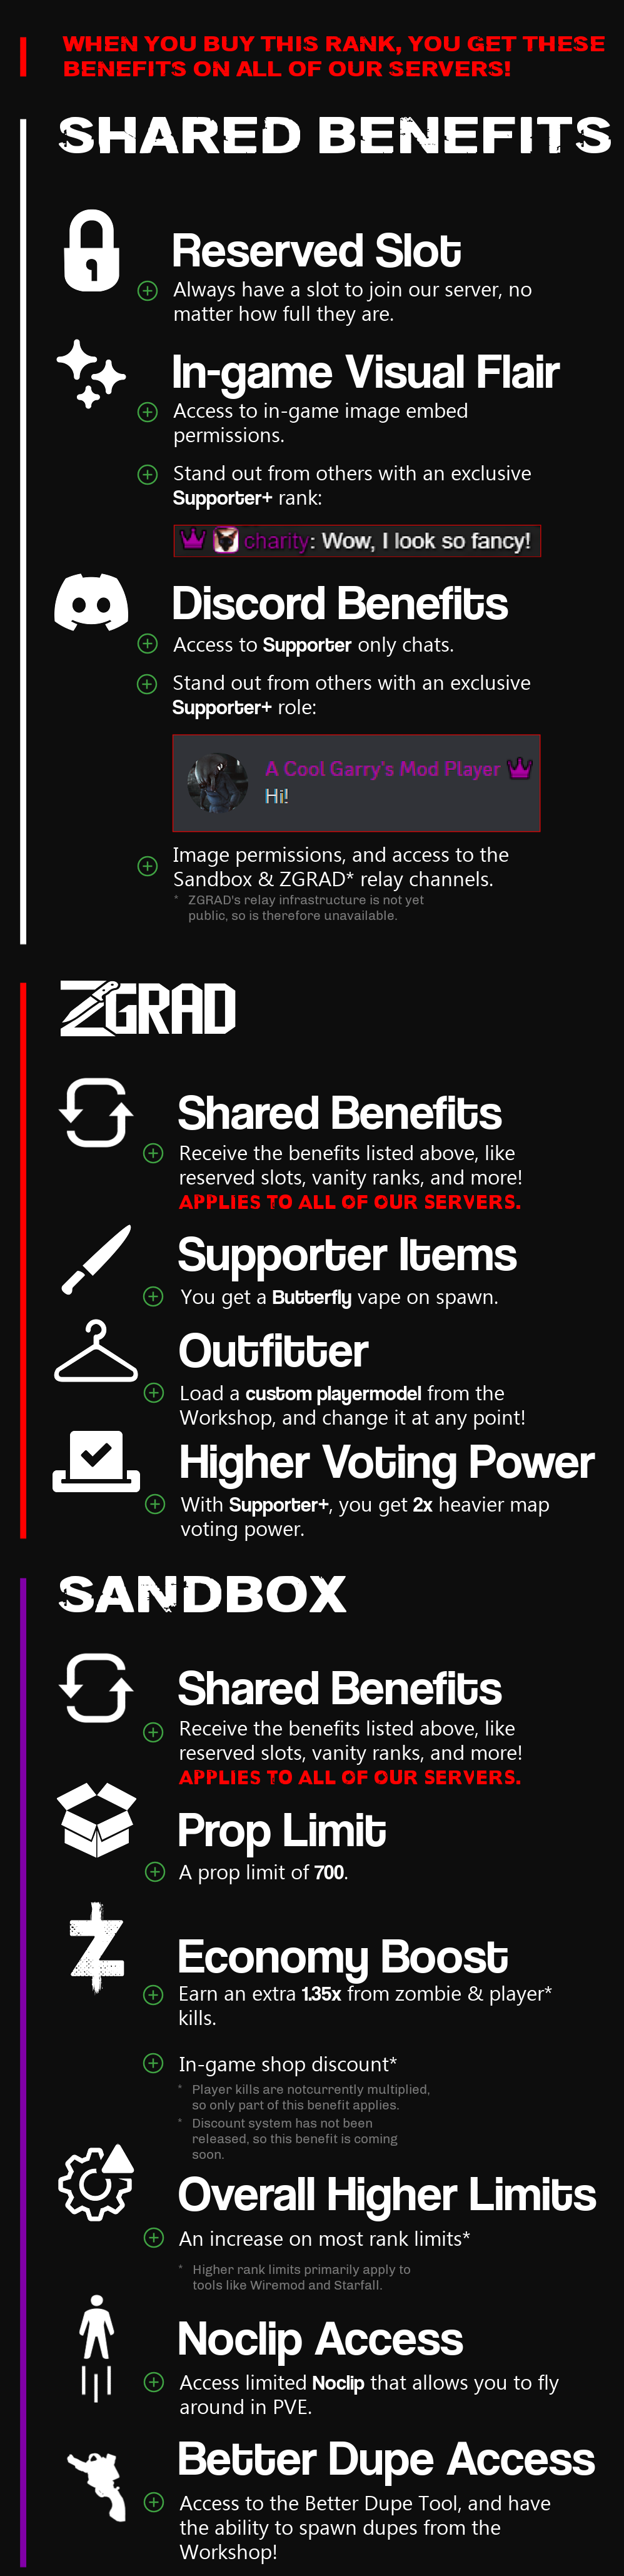 WHEN YOU BUY THIS RANK, YOU GET THESE
BENEFITS ON ALL OF OUR SERVERS!
SHARED BENEFITS
Reserved Slot
Always have a slot to join our server, no
matter how full they are.
In-game Visual Flair
Access to in-game image embed
permissions.
Stand out from others with an exclusive
Supporter+ rank:
charity: Wow, I look so fancy!
Discord Benefits
Access to Supporter only chats.
Stand out from others with an exclusive
Supporter+ role:
A Cool Garry's Mod Player
Hi!
Image permissions, and access to the
Sandbox & ZGRAD* relay channels.
* ZGRAD's relay infrastructure is not yet
public, so is therefore unavailable.
ZGRAD
Shared Benefits
Receive the benefits listed above, like
reserved slots, vanity ranks, and more!
APPLIES TO ALL OF OUR SERVERS.
Supporter Items
You get a Butterfly vape on spawn.
Outfitter
Load a custom playermodel from the
Workshop, and change it at any point!
Higher Voting Power
With Supporter+, you get 2x heavier map
voting power.
SANDBOX
Shared Benefits
Receive the benefits listed above, like
reserved slots, vanity ranks, and more!
APPLIES TO ALL OF OUR SERVERS.
Prop Limit
A prop limit of 700.
Economy Boost
Earn an extra 1.35x from zombie & player*
kills.
In-game shop discount*
* Player kills are notcurrently multiplied,
so only part of this benefit applies.
* Discount system has not been
released, so this benefit is coming
soon.
Overall Higher Limits
An increase on most rank limits*
* Higher rank limits primarily apply to
tools like Wiremod and Starfall.
Noclip Access
Access limited Noclip that allows you to fly
around in PVE.
Better Dupe Access
Access to the Better Dupe Tool, and have
the ability to spawn dupes from the
Workshop!